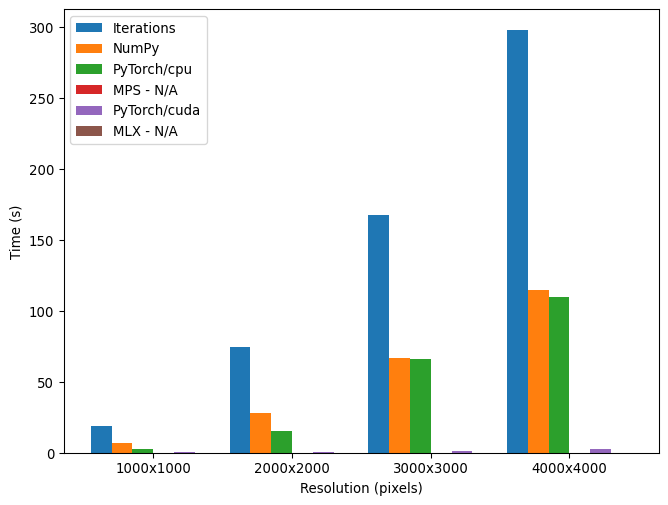 300
250
200
150
100
50
0
Time (s)
Iterations
NumPy
PyTorch/cpu
MPS - N/A
PyTorch/cuda
MLX - N/A
1000x1000
2000x2000
3000x3000
4000x4000
Resolution (pixels)